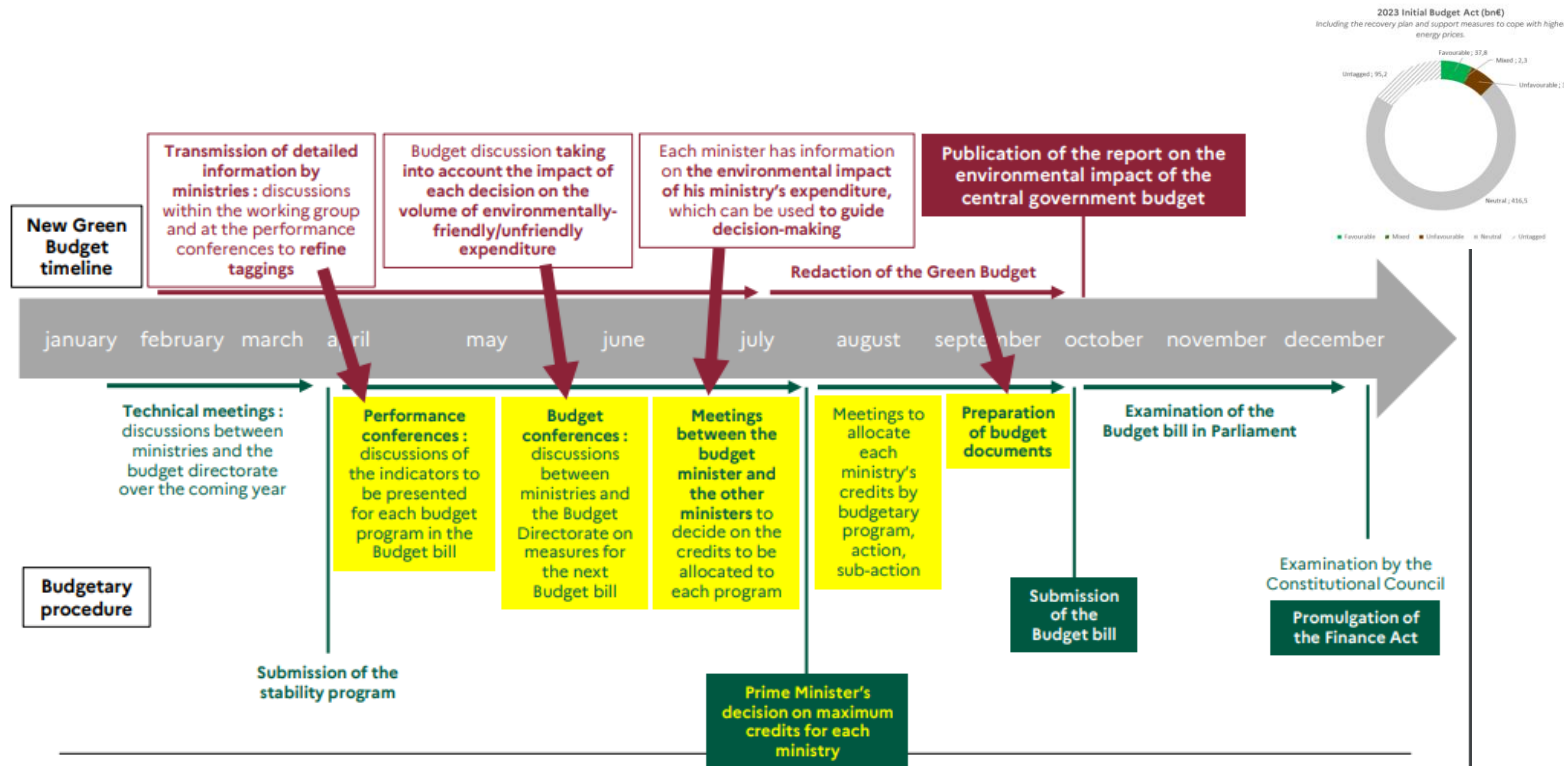 2023 Initial Budget Act (bn€)
Including the recovery plan and support measures to cope with highe
energy prices.
Favourable ; 37,8
Mixed ; 2,3
Untagged ; 95,2
Unfavourable ;
Neutral ; 416,5
Favourable Mixed Unfavourable Neutral Untagged
New Green
Budget
timeline
Transmission of detailed
information by
ministries : discussions
within the working group
and at the performance
conferences to refine
taggings
Budget discussion taking
into account the impact of
each decision on the
volume of environmentally-
friendly/unfriendly
expenditure
Each minister has information
on the environmental impact
of his ministry's expenditure,
which can be used to guide
decision-making
Publication of the report on the
environmental impact of the
central government budget
Redaction of the Green Budget
january february march april may june july august september october november december
Technical meetings :
discussions between
ministries and the
budget directorate
over the coming year
Performance
conferences :
discussions of
the indicators to
be presented
for each budget
program in the
Budget bill
Budget
conferences :
discussions
between
ministries and
the Budget
Directorate on
measures for
the next
Budget bill
Meetings
between the
budget
minister and
the other
ministers to
decide on the
credits to be
allocated to
each program
Meetings to
allocate
each
ministry's
credits by
budgetary
program,
action,
sub-action
Preparation
of budget
documents
Examination of the
Budget bill in Parliament
Budgetary
procedure
Submission of the
stability program
Prime Minister's
decision on maximum
credits for each
ministry
Submission
of the
Budget bill
Examination by the
Constitutional Council
Promulgation of
the Finance Act